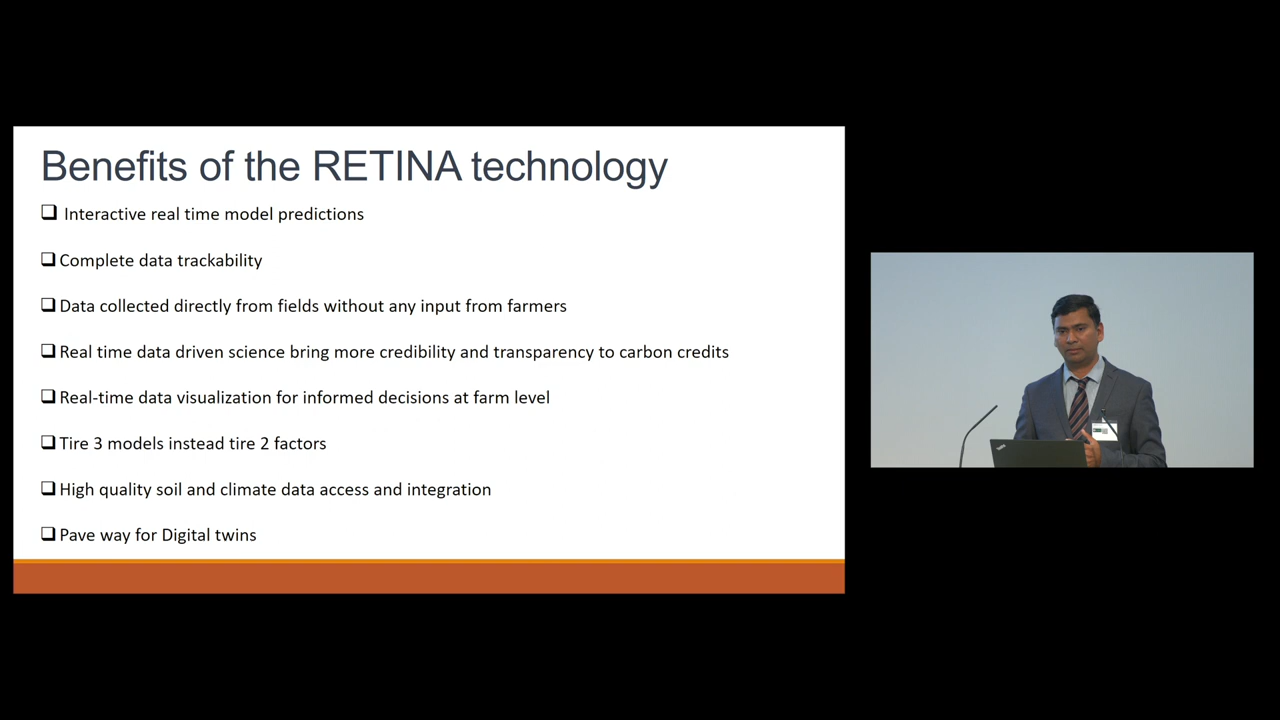 Benefits of the RETINA technology
Interactive real time model predictions
Complete data trackability
Data collected directly from fields without any input from farmers
Real time data driven science bring more credibility and transparency to carbon credits
Real-time data visualization for informed decisions at farm level
Tire 3 models instead tire 2 factors
High quality soil and climate data access and integration
Pave way for Digital twins